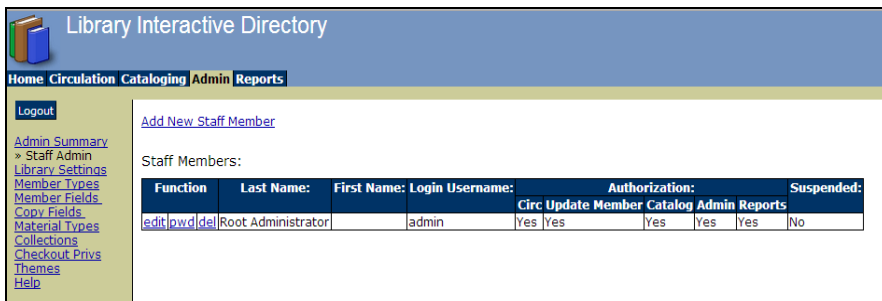 Library Interactive Directory
Home Circulation Cataloging Admin Reports
Logout
Admin Summary
» Staff Admin
Library Settings
Member Types
Member Fields
Copy Fields
Material Types
Collections
Checkout Privs
Themes
Help
Add New Staff Member
Staff Members:
Function Last Name: First Name: Login Username: Authorization: Suspended:
Circ Update Member Catalog Admin Reports
edit pwd del Root Administrator admin Yes Yes Yes Yes Yes No